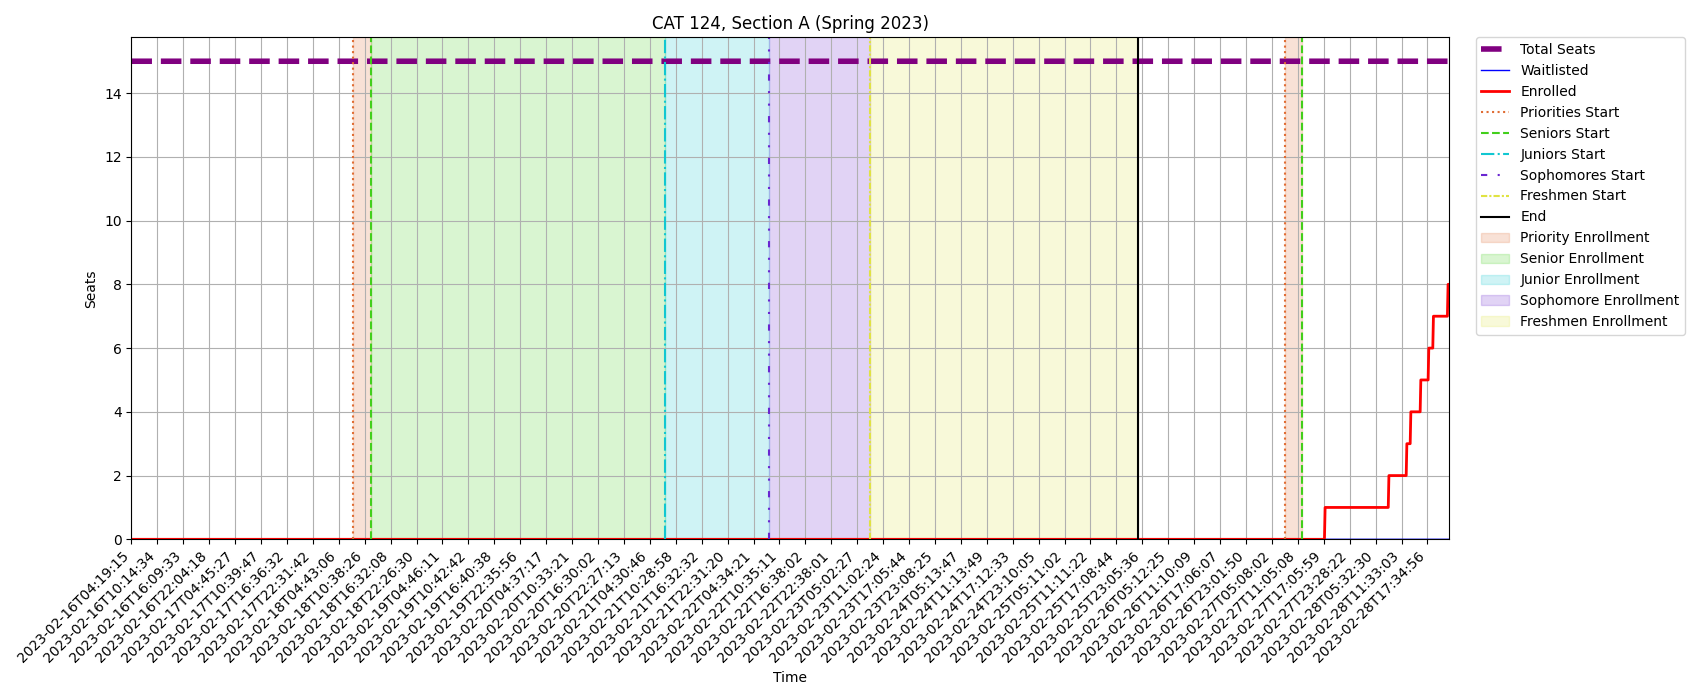 CAT 124, Section A (Spring 2023)
Seats
14
12
10
8
6
4
2
0
2023-02-16T04:19:15
2023-02-16T10:14:34
2023-02-16T16:09:33
2023-02-16T22:04:18
2023-02-17T04:45:27
2023-02-17T10:39:47
2023-02-17T16:36:32
2023-02-17T22:31:42
2023-02-18T04:43:06
2023-02-18T10:38:26
2023-02-18T16:32:08
2023-02-18T22:26:30
2023-02-19T04:46:11
2023-02-19T10:42:42
2023-02-19T16:40:38
2023-02-19T22:35:56
2023-02-20T04:37:17
2023-02-20T10:33:21
2023-02-20T16:30:02
2023-02-20T22:27:13
2023-02-21T04:30:46
2023-02-21T10:28:58
2023-02-21T16:32:32
2023-02-21T22:31:20
2023-02-22T04:34:21
2023-02-22T10:35:11
2023-02-22T16:38:02
2023-02-22T22:38:01
2023-02-23T05:02:27
2023-02-23T11:02:24
2023-02-23T17:05:44
2023-02-23T23:08:25
2023-02-24T05:13:47
2023-02-24T11:13:49
2023-02-24T17:12:33
2023-02-24T23:10:05
2023-02-25T05:11:02
2023-02-25T11:11:22
2023-02-25T17:08:44
2023-02-25T23:05:36
2023-02-26T05:12:25
2023-02-26T11:10:09
2023-02-26T17:06:07
2023-02-26T23:01:50
2023-02-27T05:08:02
2023-02-27T11:05:08
2023-02-27T17:05:59
2023-02-27T23:28:22
2023-02-28T05:32:30
2023-02-28T11:33:03
2023-02-28T17:34:56
Time
Total Seats
Waitlisted
Enrolled
Priorities Start
Seniors Start
Juniors Start
Sophomores Start
Freshmen Start
End
Priority Enrollment
Senior Enrollment
Junior Enrollment
Sophomore Enrollment
Freshmen Enrollment